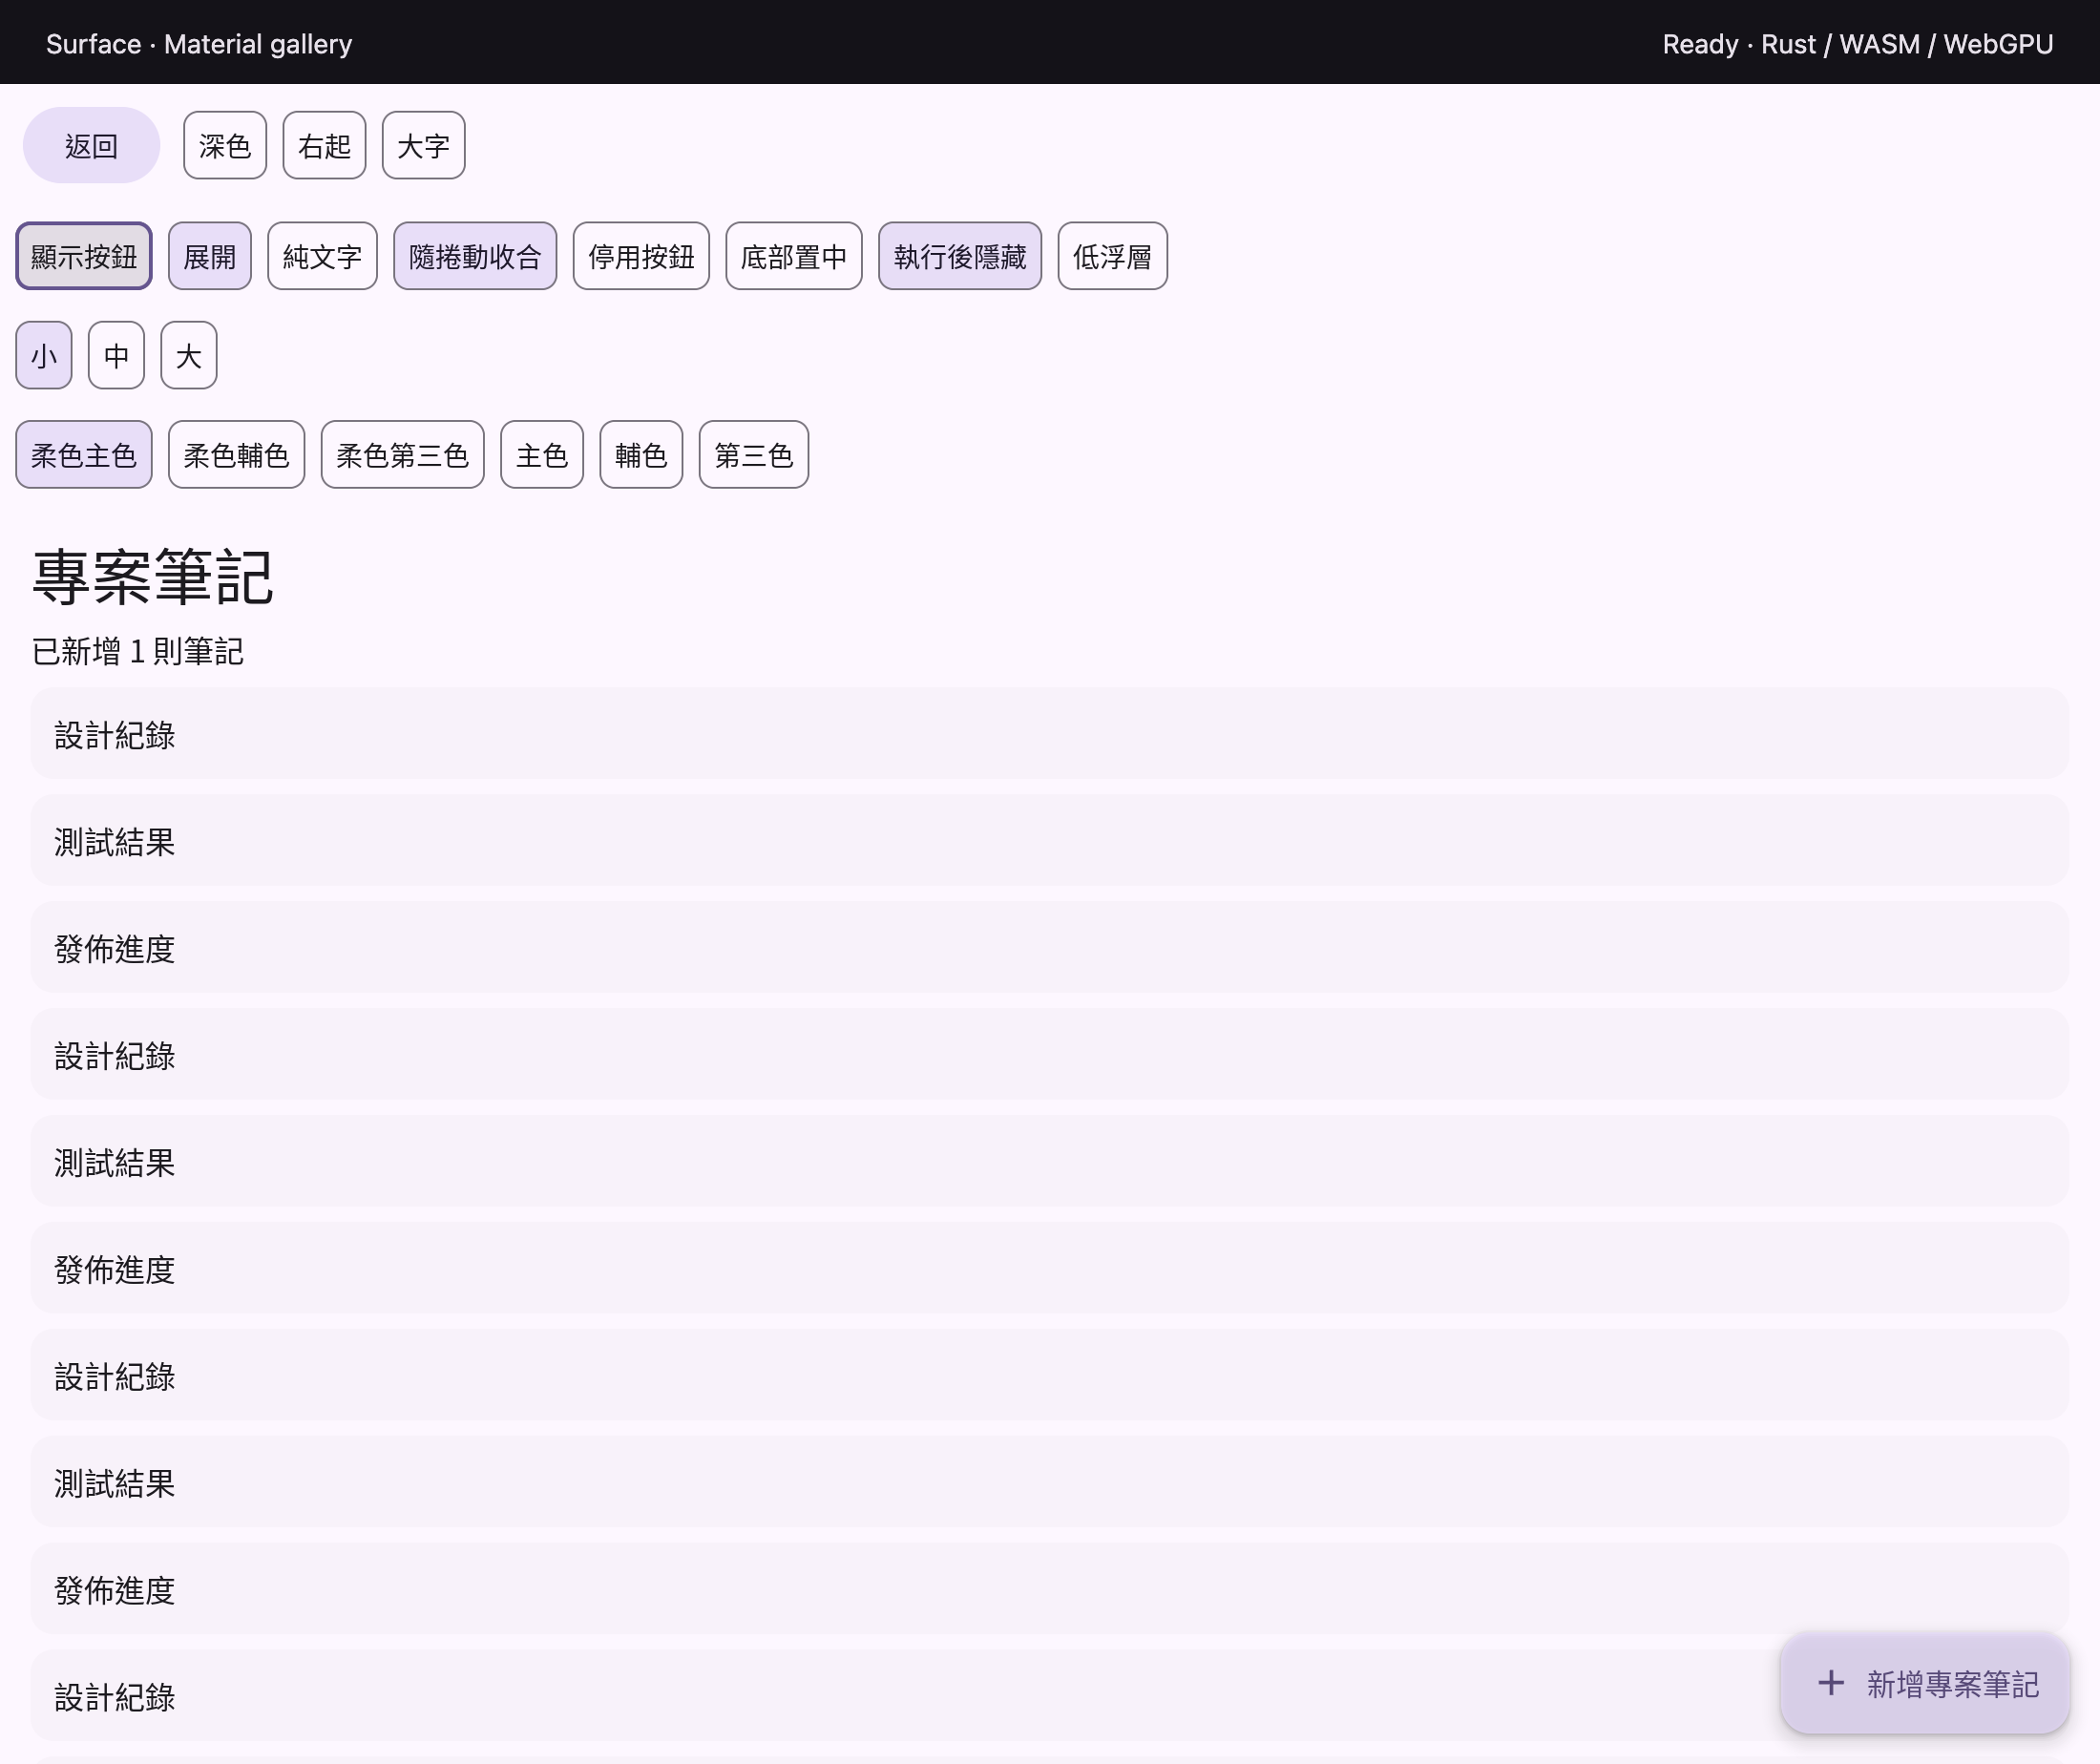 Surface · Material gallery
Ready · Rust / WASM / WebGPU
返回 深色 右起 大字
顯示按鈕 展開 純文字 隨捲動收合 停用按鈕 底部置中 執行後隱藏 低浮層
小 中 大
柔色主色 柔色輔色 柔色第三色 主色 輔色 第三色
專案筆記
已新增 1 則筆記
設計紀錄
測試結果
發佈進度
設計紀錄
測試結果
發佈進度
設計紀錄
測試結果
發佈進度
設計紀錄
新增專案筆記